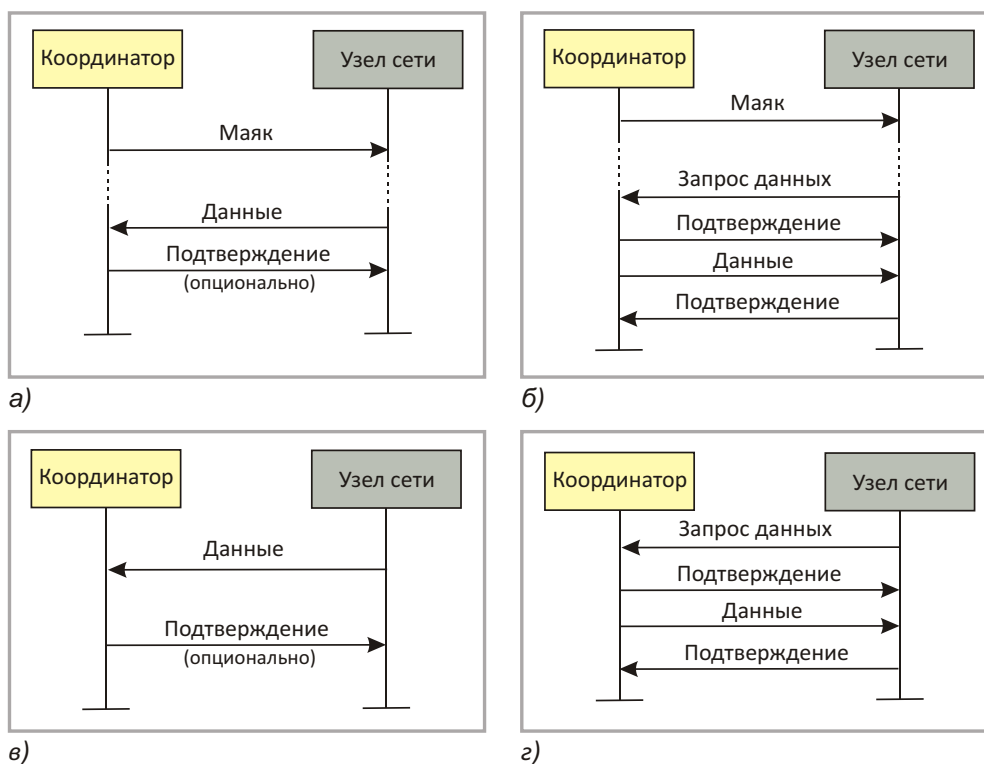 Координатор
Узел сети
Маяк
Данные
Подтверждение
(опционально)
а)
Координатор
Узел сети
Маяк
Запрос данных
Подтверждение
Данные
Подтверждение
б)
Координатор
Узел сети
Данные
Подтверждение
(опционально)
в)
Координатор
Узел сети
Запрос данных
Подтверждение
Данные
Подтверждение
г)